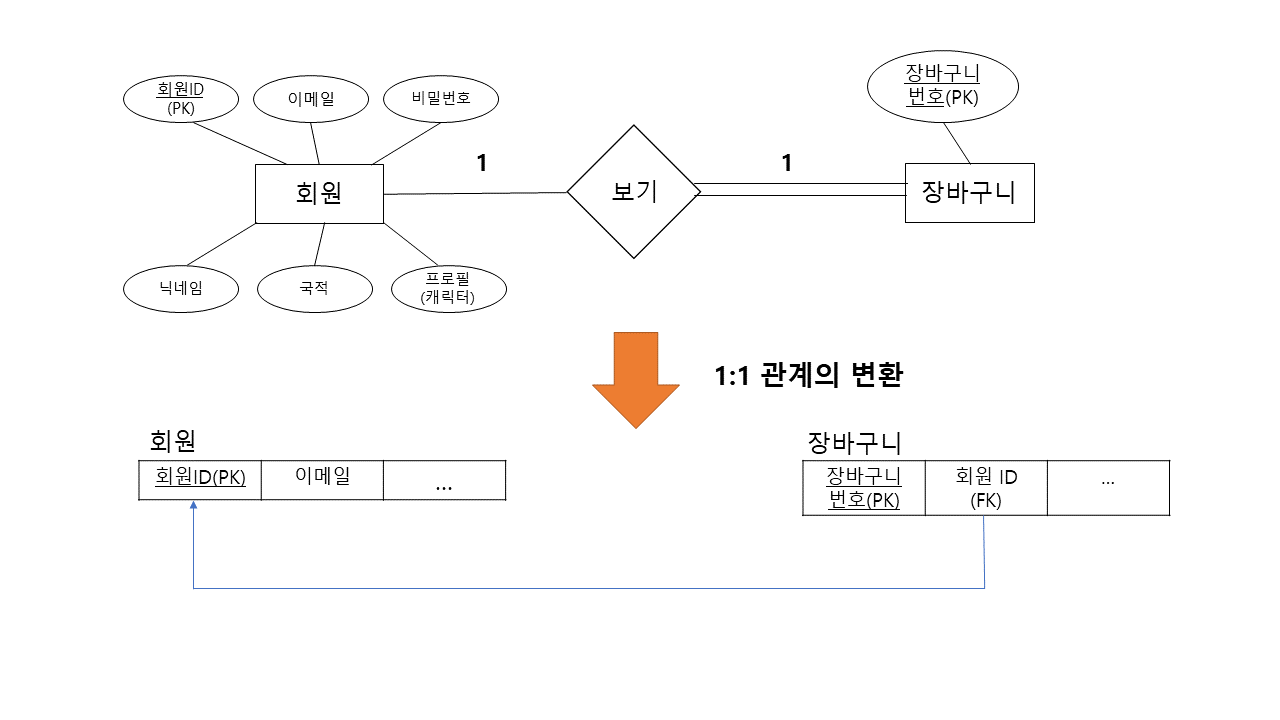 회원ID
(PK)
이메일
비밀번호
장바구니
번호(PK)
회원
1
보기
1
장바구니
닉네임
국적
프로필
(캐릭터)
1:1 관계의 변환
회원
회원ID(PK)
이메일
...
장바구니
장바구니
번호(PK)
회원 ID
(FK)
...